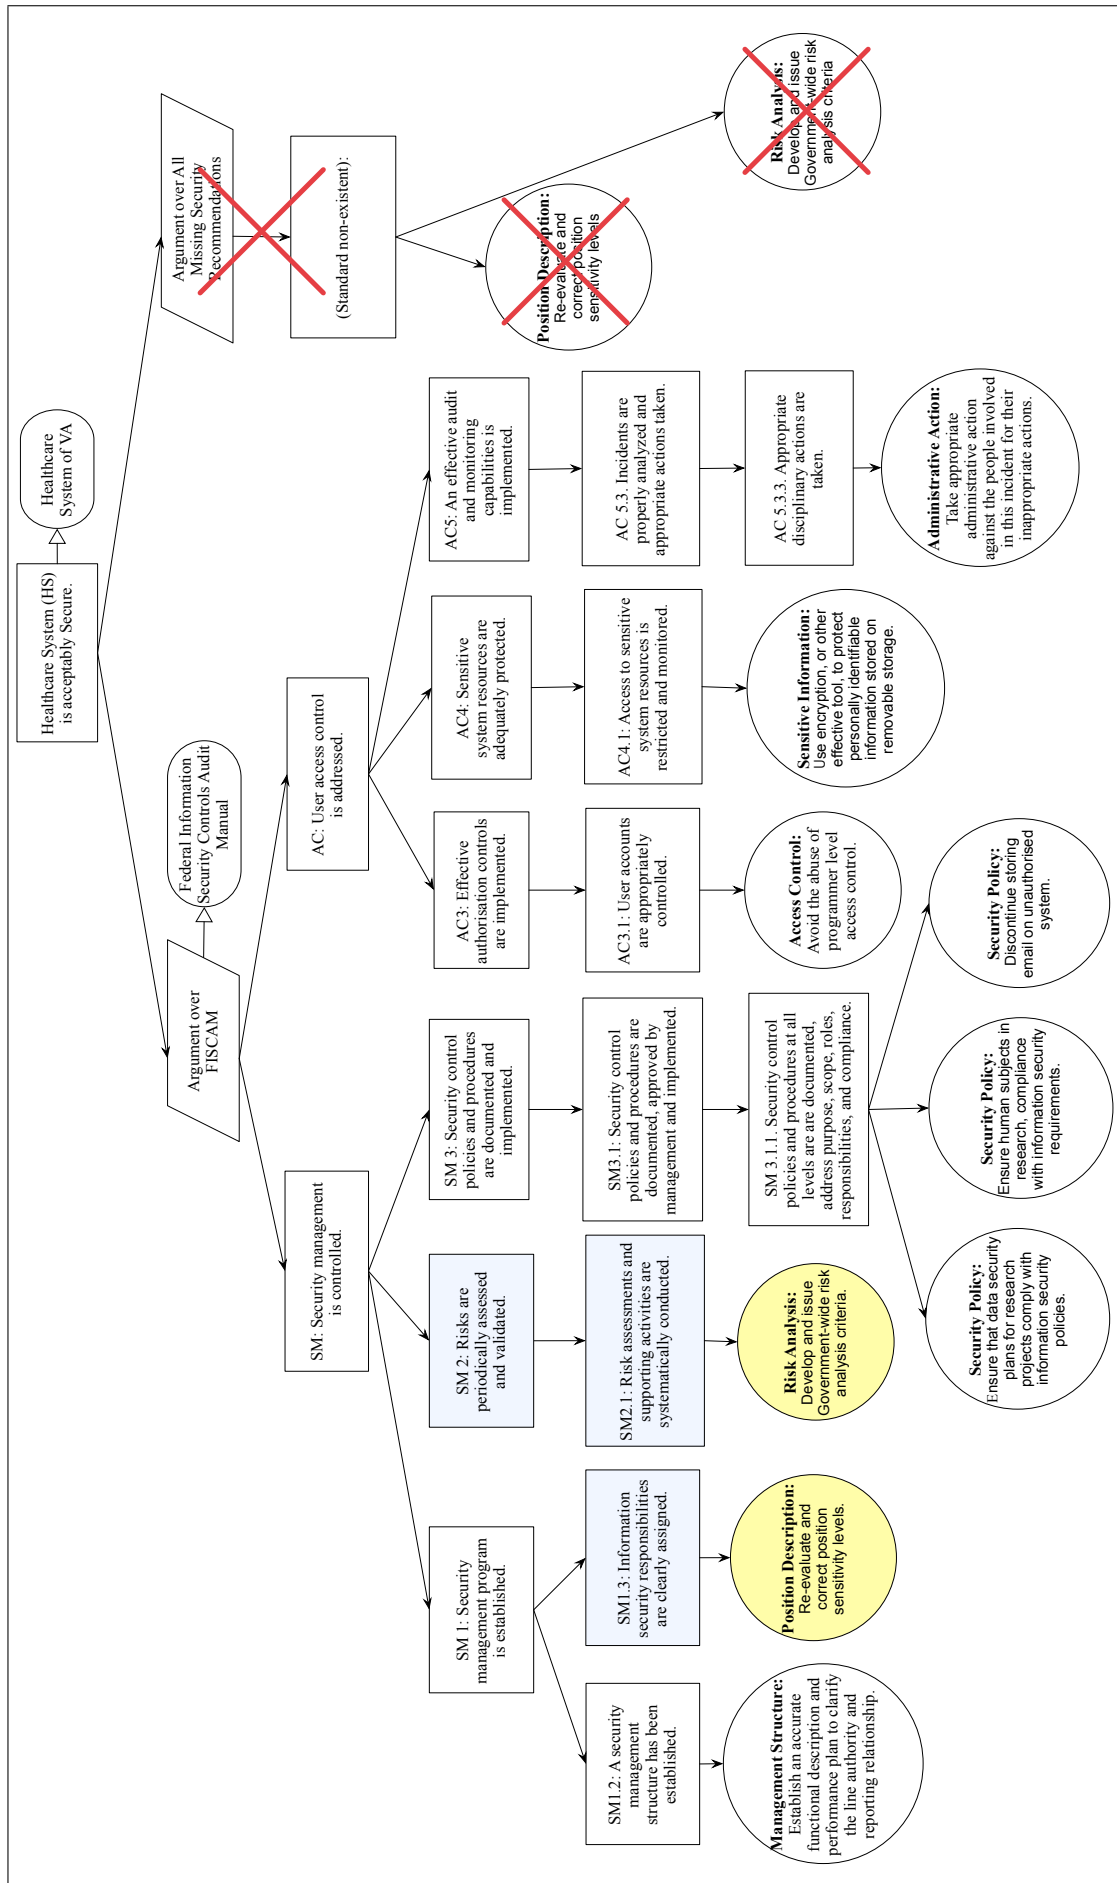 Healthcare System (HS)
is acceptably Secure.
Healthcare
System of VA
Argument over
FISCAM
Federal Information
Security Controls Audit
Manual
Argument over All
Missing Security
Recommendations
SM: Security management
is controlled.
AC: User access control
is addressed.
(Standard non-existent):
SM 1: Security
management program
is established.
SM 2: Risks are
periodically assessed
and validated.
SM 3: Security control
policies and procedures
are documented and
implemented.
AC3: Effective
authorisation controls
are implemented.
AC4: Sensitive
system resources are
adequately protected.
AC5: An effective audit
and monitoring
capabilities is
implemented.
Position Description:
Re-evaluate and
correct position
sensitivity levels
Risk Analysis:
Develop and issue
Government-wide risk
analysis criteria
SM1.2: A security
management
structure has been
established.
SM1.3: Information
security responsibilities
are clearly assigned.
SM2.1: Risk assessments and
supporting activities are
systematically conducted.
SM3.1: Security control
policies and procedures are
documented, approved by
management and implemented.
AC3.1: User accounts
are appropriately
controlled.
AC4.1: Access to sensitive
system resources is
restricted and monitored.
AC 5.3. Incidents are
properly analyzed and
appropriate actions taken.
Management Structure:
Establish an accurate
functional description and
performance plan to clarify
the line authority and
reporting relationship.
Position Description:
Re-evaluate and
correct position
sensitivity levels.
Risk Analysis:
Develop and issue
Government-wide risk
analysis criteria.
SM 3.1.1. Security control
policies and procedures at all
levels are are documented,
address purpose, scope, roles,
responsibilities, and compliance.
Access Control:
Avoid the abuse of
programmer level
access control.
Sensitive Information:
Use encryption, or other
effective tool, to protect
personally identifiable
information stored on
removable storage.
AC 5.3.3. Appropriate
disciplinary actions are
taken.
Security Policy:
Ensure that data security
plans for research
projects comply with
information security
policies.
Security Policy:
Ensure human subjects in
research, compliance
with information security
requirements.
Security Policy:
Discontinue storing
email on unauthorised
system.
Administrative Action:
Take appropriate
administrative action
against the people involved
in this incident for their
inappropriate actions.